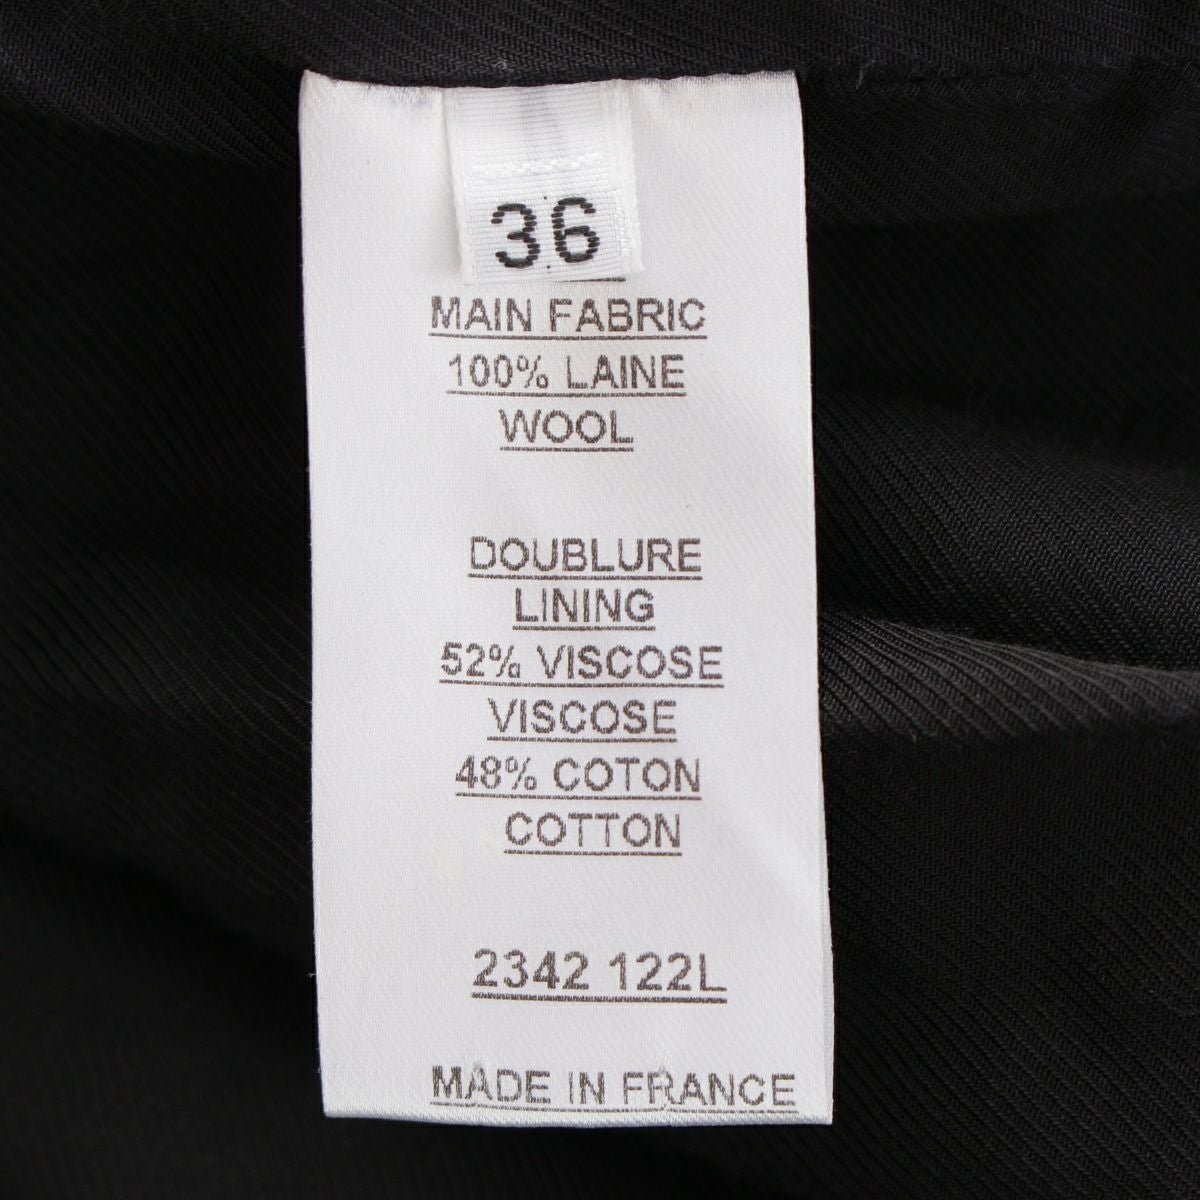 36
MAIN FABRIC
100% LAINE
WOOL
DOUBLURE
LINING
52% VISCOSE
VISCOSE
48% COTON
COTTON
2342 122L
MADE IN FRANCE